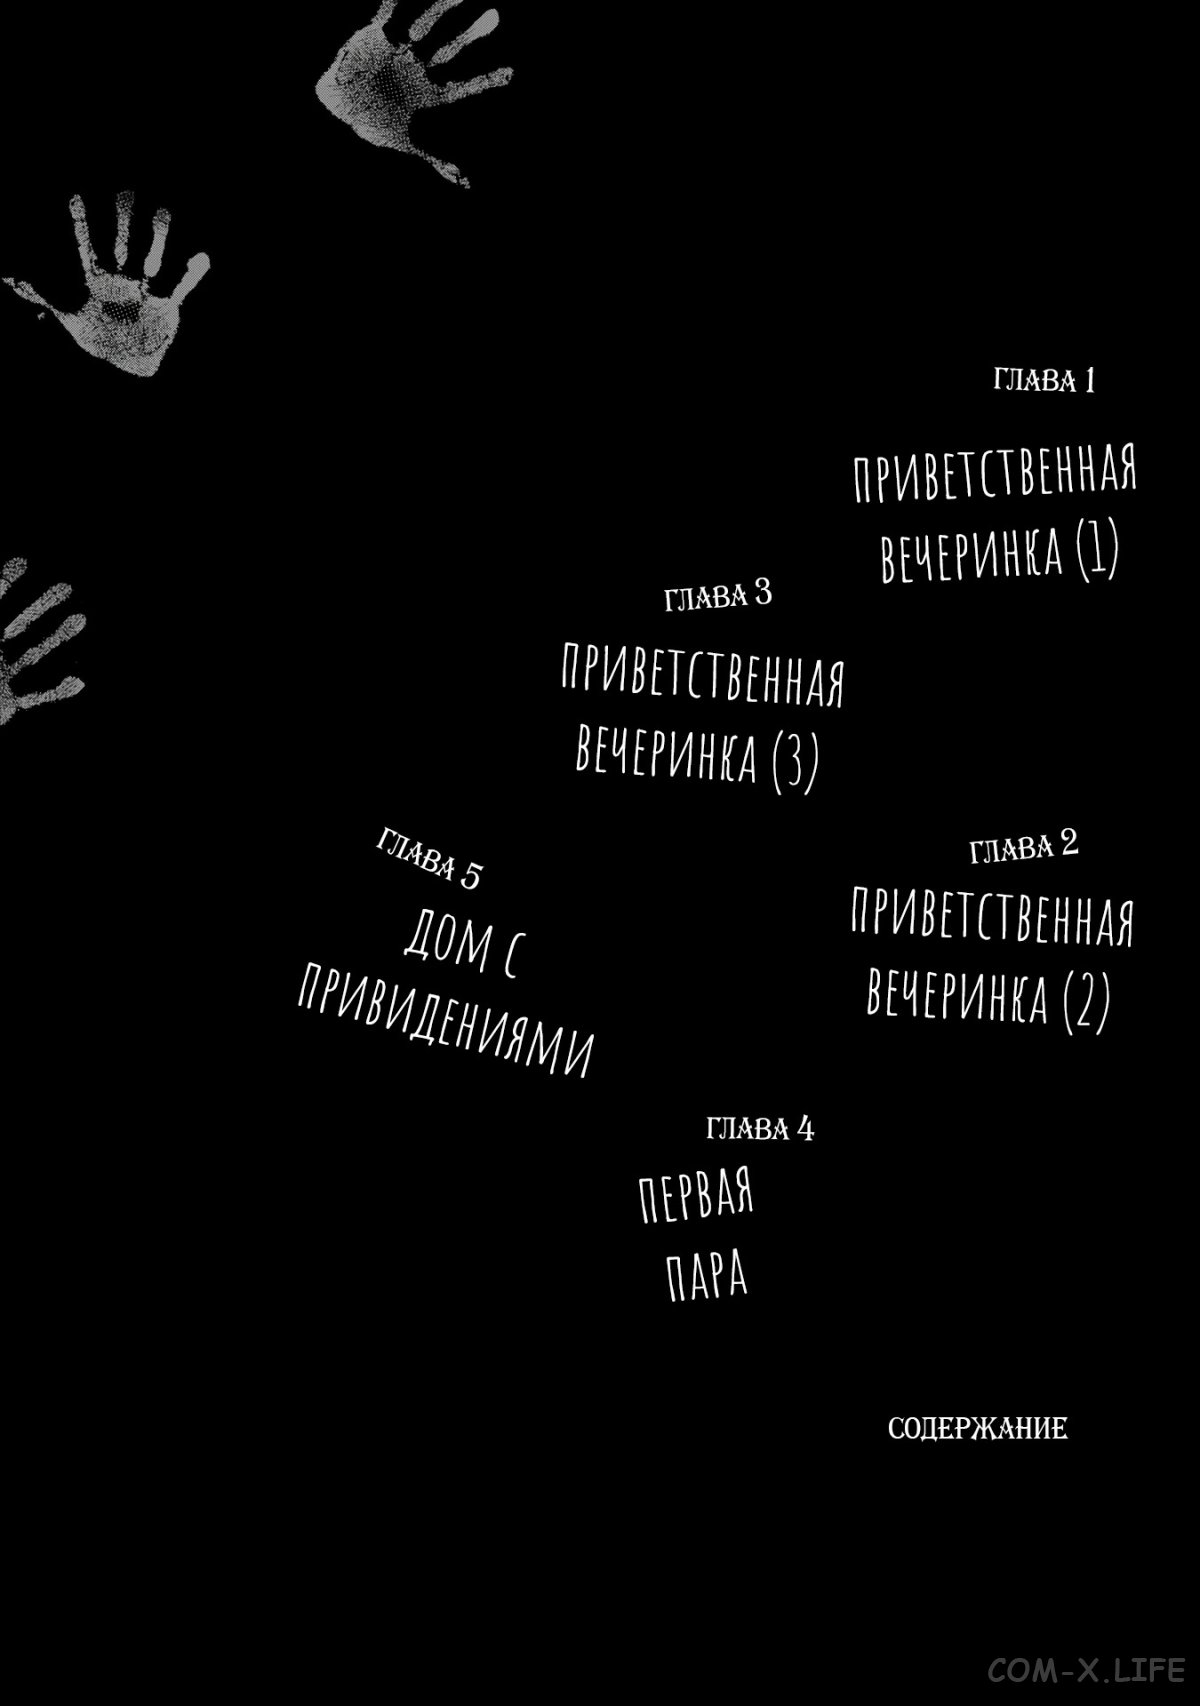 ГЛАВА 1
ПРИВЕТСТВЕННАЯ
ВЕЧЕРИНКА (1)
ГЛАВА 2
ПРИВЕТСТВЕННАЯ
ВЕЧЕРИНКА (2)
ГЛАВА 3
ПРИВЕТСТВЕННАЯ
ВЕЧЕРИНКА (3)
ГЛАВА 4
ПЕРВАЯ
ПАРА
ГЛАВА 5
ДОМ С
ПРИВИДЕНИЯМИ
СОДЕРЖАНИЕ
COM-X.LIFE